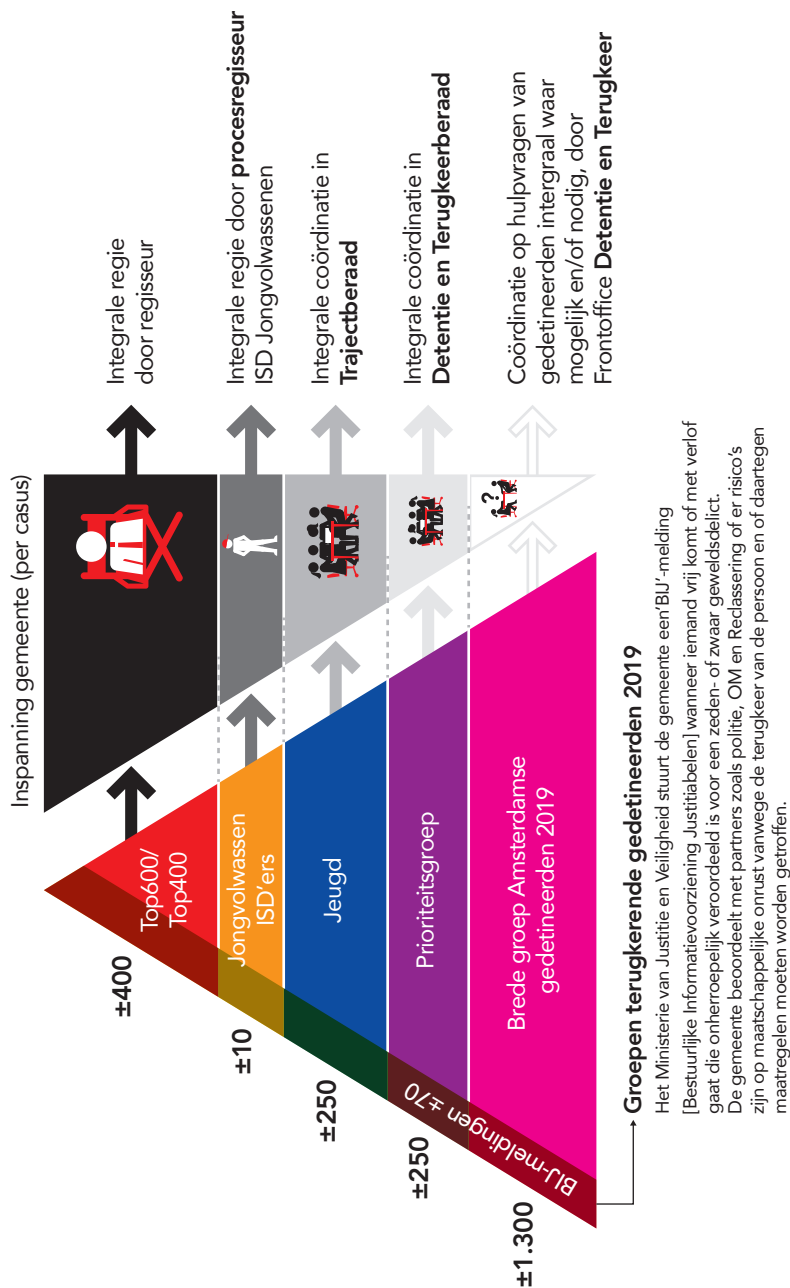 Inspanning gemeente (per casus)
±400
Top600/
Top400
Integrale regie
door regisseur
±10
Jongvolwassen
ISD'ers
Integrale regie door procesregisseur
ISD Jongvolwassenen
±250
Jeugd
Integrale coördinatie in
Trajectberaad
±250
Prioriteitsgroep
Integrale coördinatie in
Detentie en Terugkeerberaad
±1.300
Brede groep Amsterdamse
gedetineerden 2019
?
Coördinatie op hulpvragen van
gedetineerden intergraal waar
mogelijk en/of nodig, door
Frontoffice Detentie en Terugkeer
BIJ-meldingen ±70
Groepen terugkerende gedetineerden 2019
Het Ministerie van Justitie en Veiligheid stuurt de gemeente een'BIJ'-melding
[Bestuurlijke Informatievoorziening Justitiabelen] wanneer iemand vrij komt of met verlof
gaat die onherroepelijk veroordeeld is voor een zeden- of zwaar geweldsdelict.
De gemeente beoordeelt met partners zoals politie, OM en Reclassering of er risico's
zijn op maatschappelijke onrust vanwege de terugkeer van de persoon en of daartegen
maatregelen moeten worden getroffen.